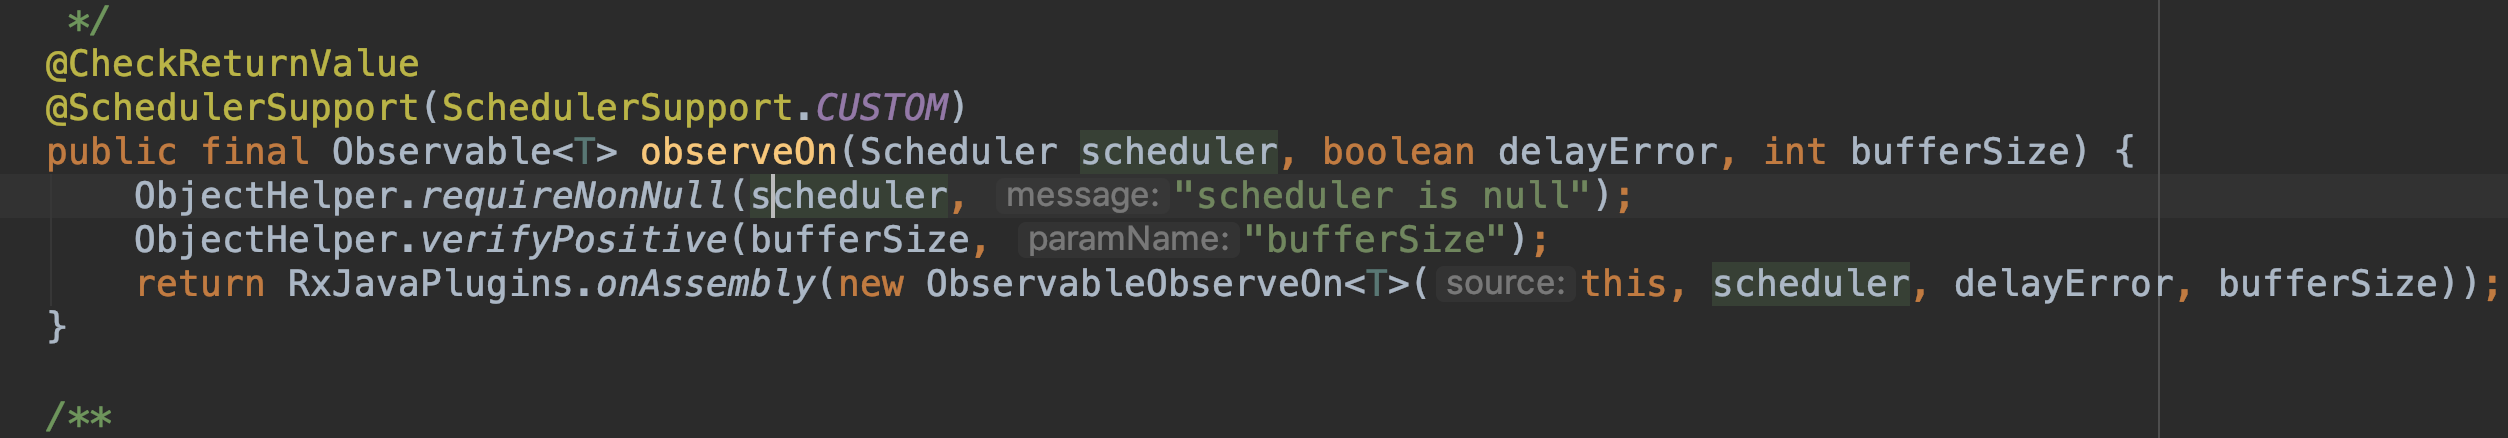 */
@CheckReturnValue
@SchedulerSupport(SchedulerSupport.CUSTOM)
public final Observable<T> observeOn(Scheduler scheduler, boolean delayError, int bufferSize) {
ObjectHelper.requireNonNull(scheduler, message: "scheduler is null");
ObjectHelper.verifyPositive(bufferSize, paramName: "bufferSize");
return RxJavaPlugins.onAssembly(new ObservableObserveOn<T>( source: this, scheduler, delayError, bufferSize));
}
/**